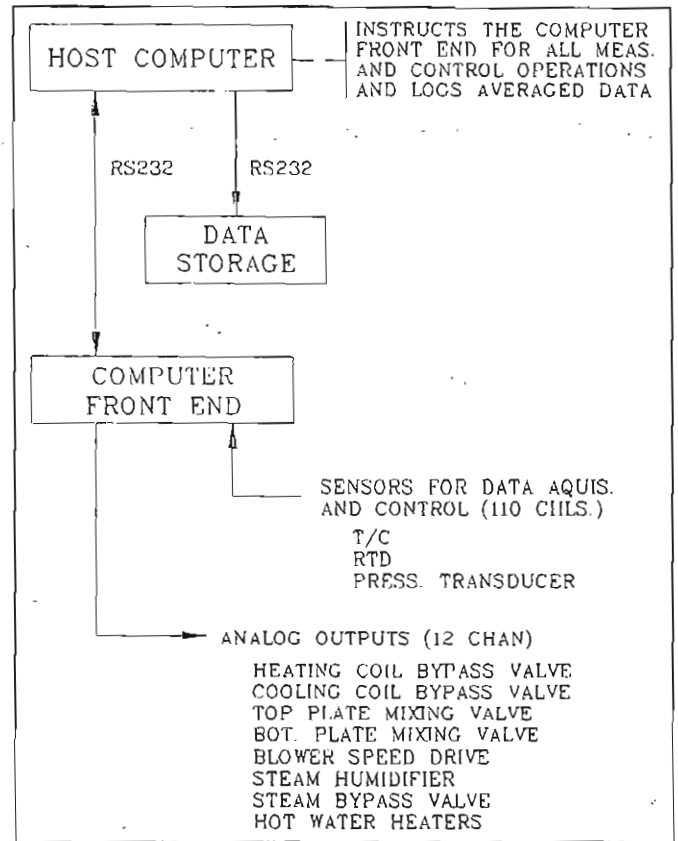 HOST COMPUTER
INSTRUCTS THE COMPUTER
FRONT END FOR ALL MEAS.
AND CONTROL OPERATIONS
AND LOGS AVERAGED DATA
RS232
RS232
DATA
STORAGE
COMPUTER
FRONT END
SENSORS FOR DATA AQUIS.
AND CONTROL (110 CHLS.)
T/C
RTD
PRESS. TRANSDUCER
ANALOG OUTPUTS (12 CHAN)
HEATING COIL BYPASS VALVE
COOLING COIL BYPASS VALVE
TOP PLATE MIXING VALVE
BOT. PLATE MIXING VALVE
BLOWER SPEED DRIVE
STEAM HUMIDIFIER
STEAM BYPASS VALVE
HOT WATER HEATERS